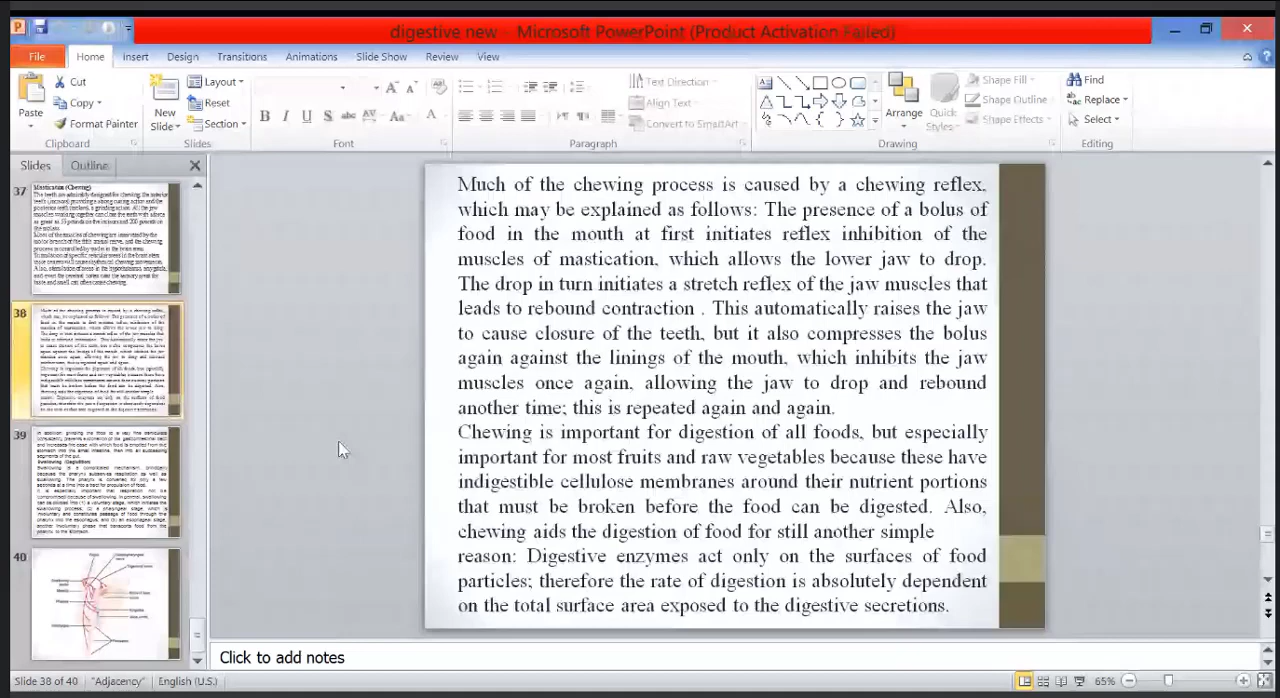 digestive new - Microsoft PowerPoint (Product Activation Failed)
File Home Insert Design Transitions Animations Slide Show Review View
Cut
Copy
Format Painter
Paste
Clipboard
New
Slide
Layout
Reset
Section
Slides
Font
Text Direction
Align Text
Convert to SmartArt
Paragraph
Arrange
Quick
Styles
Shape Fill
Shape Outline
Shape Effects
Drawing
Find
Replace
Select
Editing
Slides Outline
37
Mastication (Chewing)
38
39
40
Much of the chewing process is caused by a chewing reflex,
which may be explained as follows: The presence of a bolus of
food in the mouth at first initiates reflex inhibition of the
muscles of mastication, which allows the lower jaw to drop.
The drop in turn initiates a stretch reflex of the jaw muscles that
leads to rebound contraction . This automatically raises the jaw
to cause closure of the teeth, but it also compresses the bolus
again against the linings of the mouth, which inhibits the jaw
muscles once again, allowing the jaw to drop and rebound
another time; this is repeated again and again.
Chewing is important for digestion of all foods, but especially
important for most fruits and raw vegetables because these have
indigestible cellulose membranes around their nutrient portions
that must be broken before the food can be digested. Also,
chewing aids the digestion of food for still another simple
reason: Digestive enzymes act only on the surfaces of food
particles; therefore the rate of digestion is absolutely dependent
on the total surface area exposed to the digestive secretions.
Click to add notes
Slide 38 of 40 "Adjacency" English (U.S.) 65%